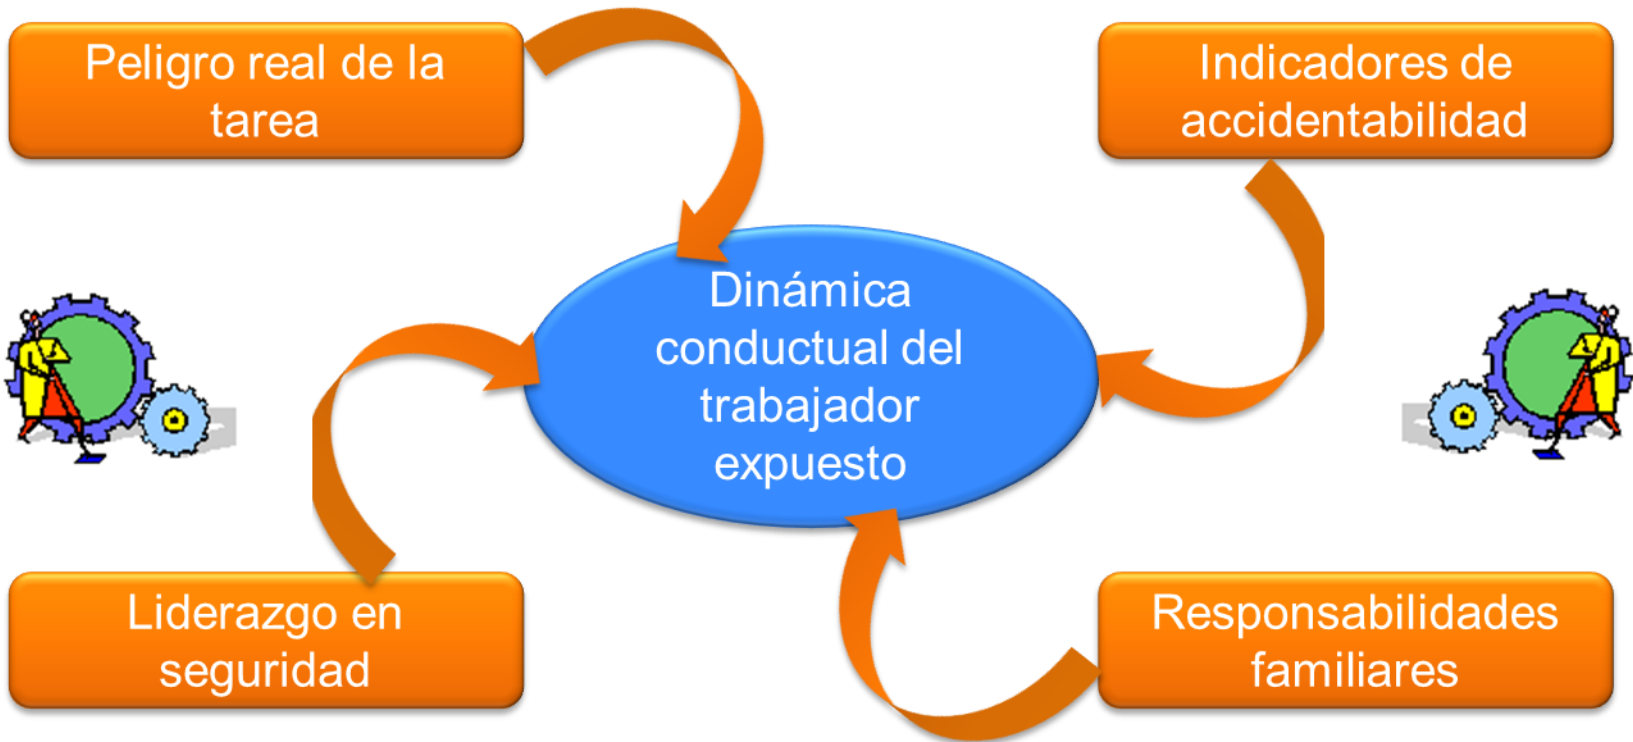 Peligro real de la
tarea
Indicadores de
accidentabilidad
Dinámica
conductual del
trabajador
expuesto
Liderazgo en
seguridad
Responsabilidades
familiares